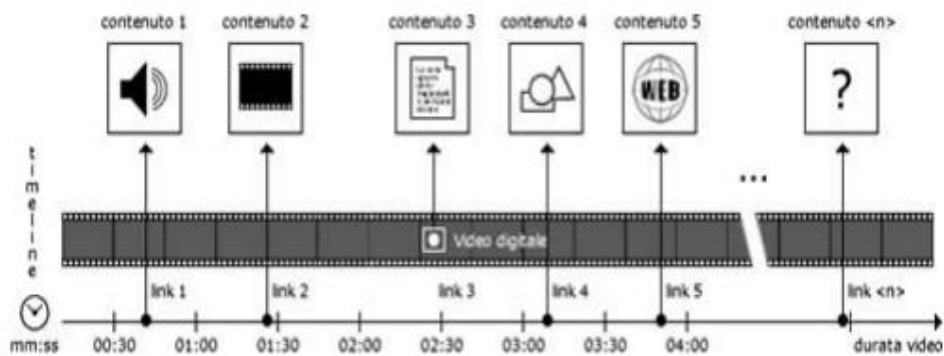 contenuto 1 contenuto 2 contenuto 3 contenuto 4 contenuto 5 contenuto <n>
WEB
?
...
timeline
Video digitale
link 1 link 2 link 3 link 4 link 5 link <n>
mm:ss 00:30 01:00 01:30 02:00 02:30 03:00 03:30 04:00 durata video